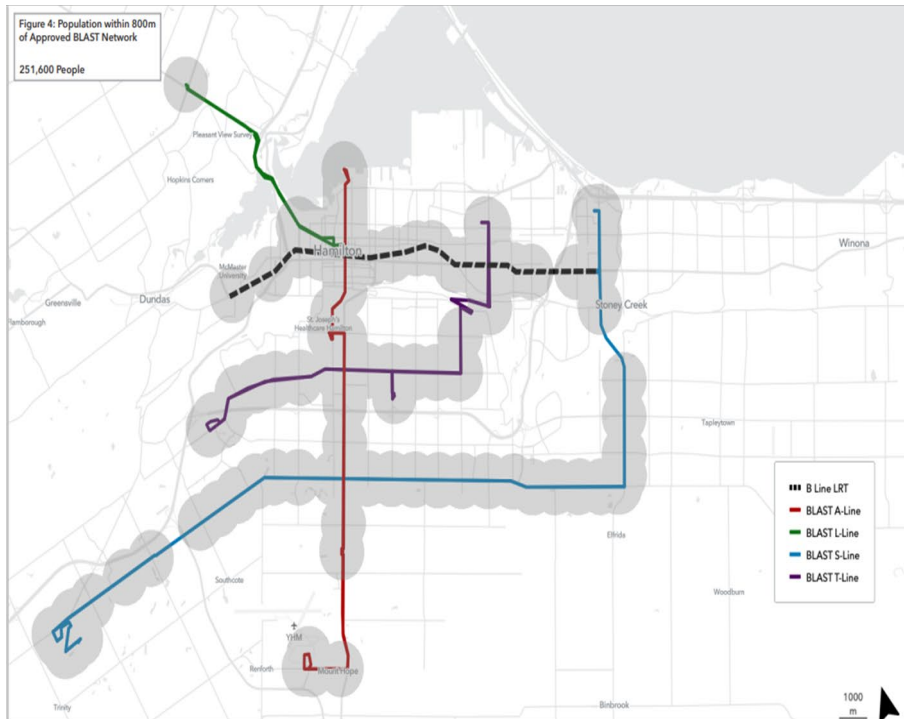 Figure 4: Population within 800m
of Approved BLAST Network
251,600 People
Pleasant View Survey
Hopkins Corners
Hamilton
Winona
McMaster
University
Dundas
Greensville
Stoney Creek
St. Joseph's
Healthcare Hamilton
Tapleytown
B Line LRT
BLAST A-Line
BLAST L-Line
BLAST S-Line
BLAST T-Line
Elfrida
Southcote
Woodburn
YHM
Renforth
Mount Hope
Trinity
Binbrook
1000
m